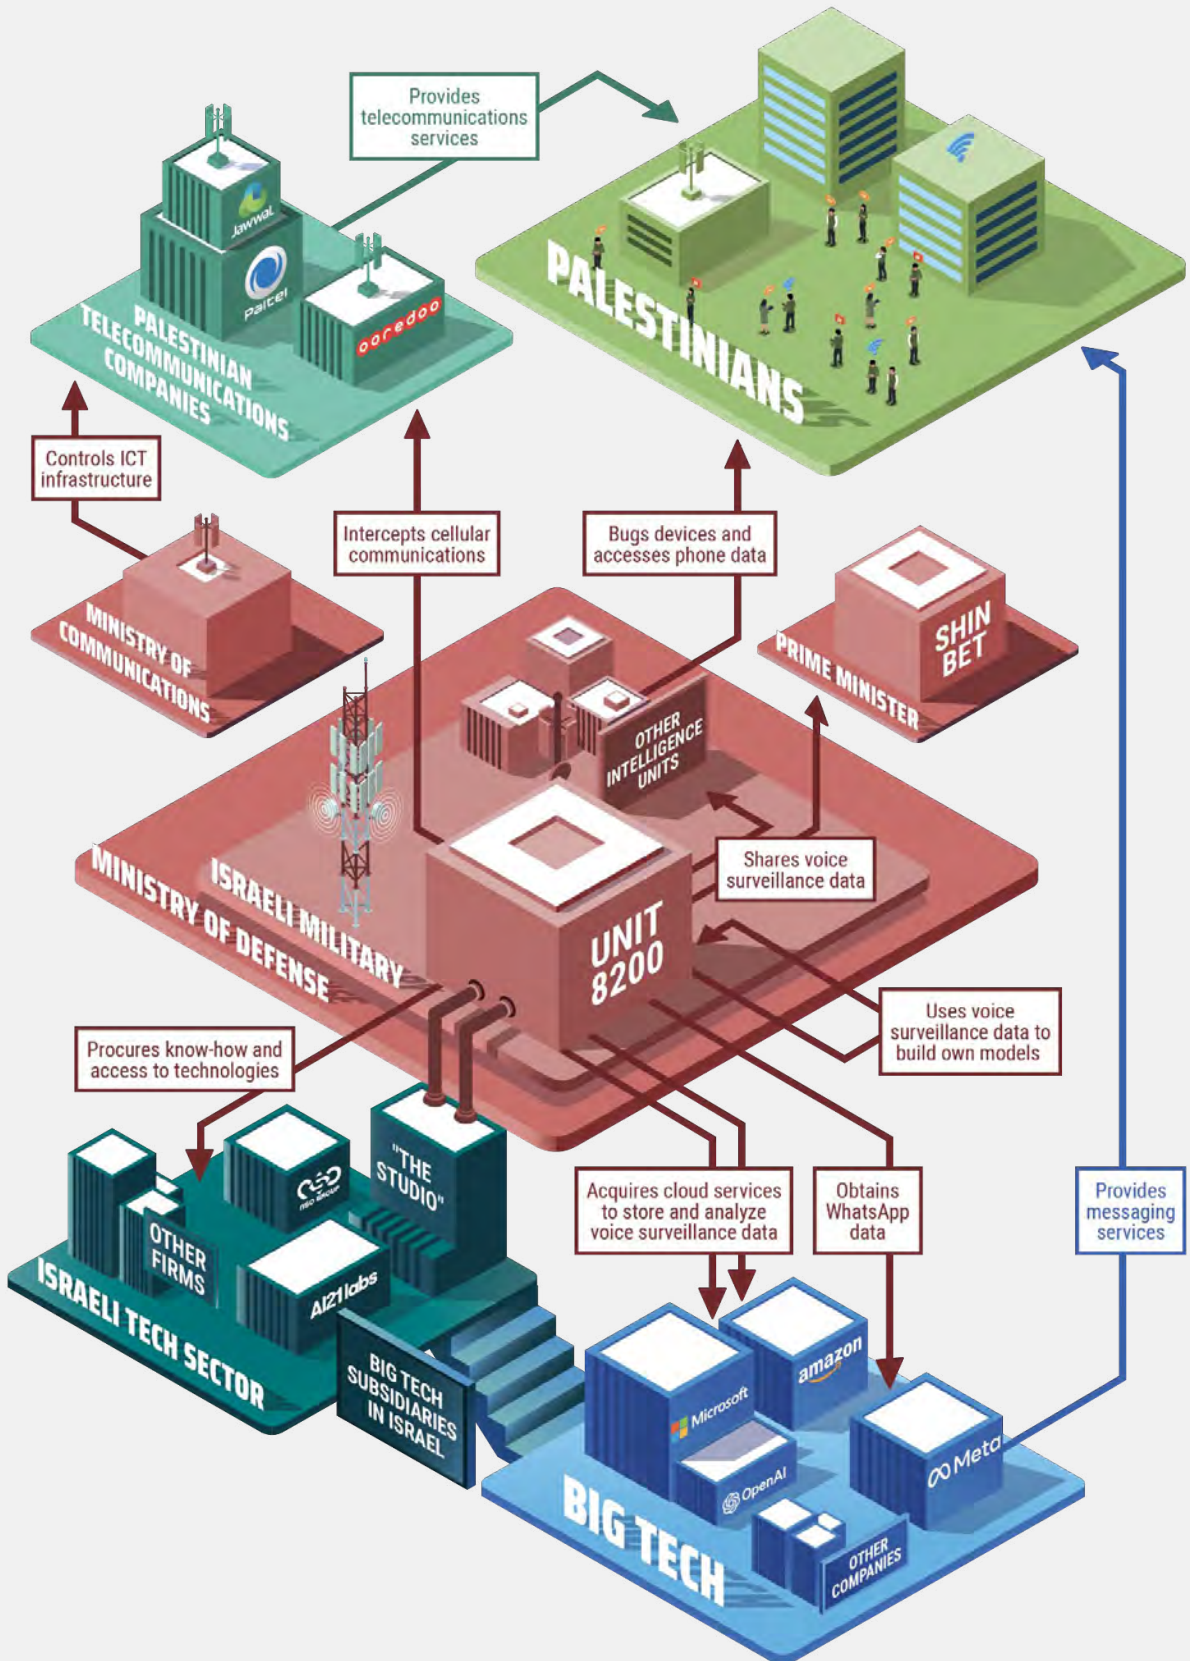 Provides
telecommunications
services
Jawwal
Paltel
ooredoo
PALESTINIAN
TELECOMMUNICATIONS
COMPANIES
PALESTINIANS
Controls ICT
infrastructure
Intercepts cellular
communications
Bugs devices and
accesses phone data
MINISTRY OF
COMMUNICATIONS
SHIN
BET
PRIME MINISTER
OTHER
INTELLIGENCE
UNITS
Shares voice
surveillance data
ISRAELI MILITARY
MINISTRY OF DEFENSE
UNIT
8200
Uses voice
surveillance data to
build own models
Procures know-how and
access to technologies
"THE
STUDIO"
NSO GROUP
OTHER
FIRMS
AI21labs
ISRAELI TECH SECTOR
Acquires cloud services
to store and analyze
voice surveillance data
Obtains
WhatsApp
data
Provides
messaging
services
BIG TECH
SUBSIDIARIES
IN ISRAEL
Microsoft
amazon
OpenAI
Meta
OTHER
COMPANIES
BIG TECH